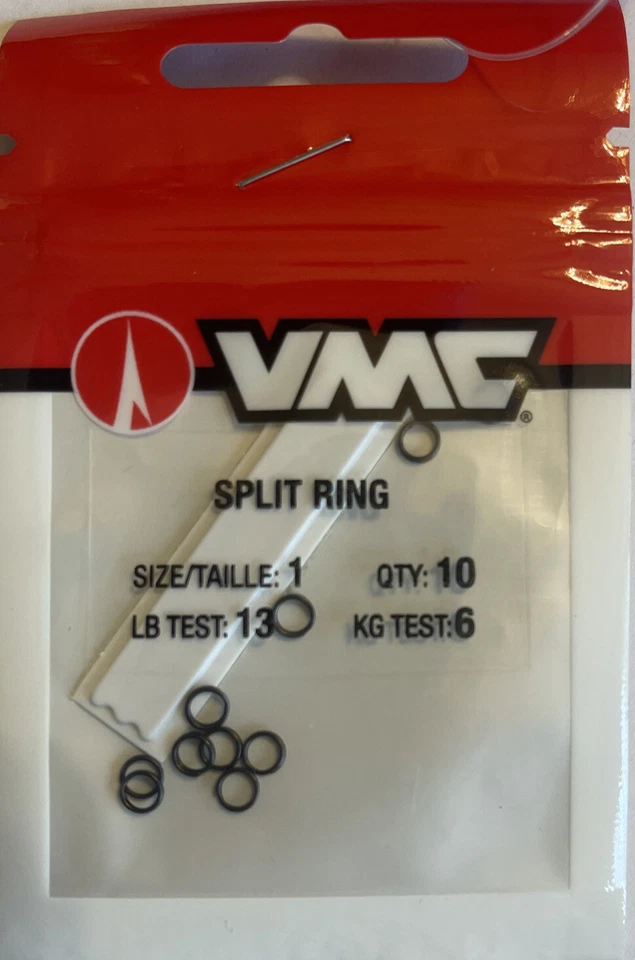 VMC®
SPLIT RING
SIZE/TAILLE: 1 QTY: 10
LB TEST: 13 KG TEST:6